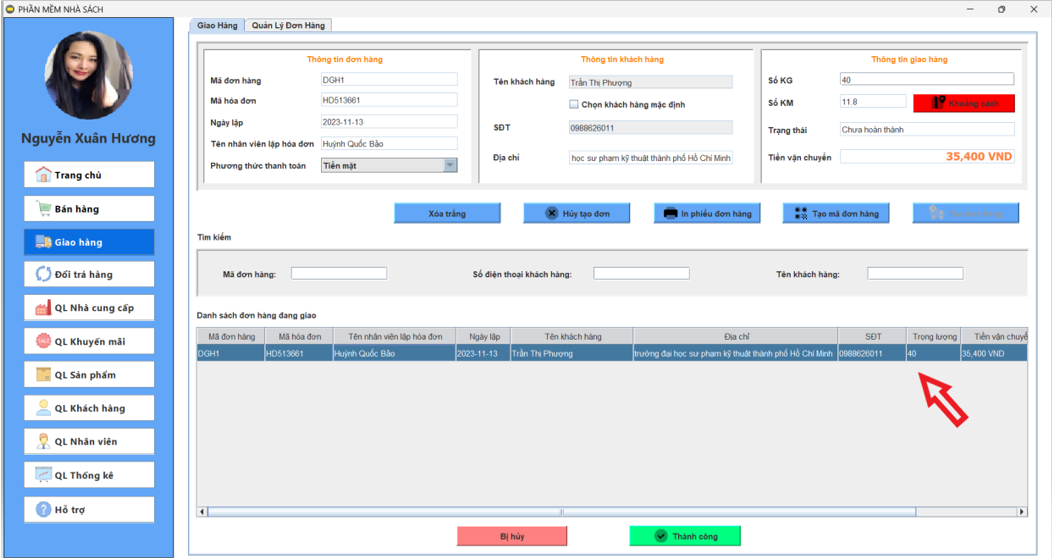 PHẦN MỀM NHÀ SÁCH
Nguyễn Xuân Hương
Trang chủ
Bán hàng
Giao hàng
Đổi trả hàng
QL Nhà cung cấp
SALE
QL Khuyến mãi
QL Sản phẩm
QL Khách hàng
QL Nhân viên
QL Thống kê
Hỗ trợ
Giao Hàng Quản Lý Đơn Hàng
Thông tin đơn hàng
Mã đơn hàng DGH1
Mã hóa đơn HD513661
Ngày lập 2023-11-13
Tên nhân viên lập hóa đơn Huỳnh Quốc Bảo
Phương thức thanh toán Tiền mặt
Thông tin khách hàng
Tên khách hàng Trần Thị Phượng
Chọn khách hàng mặc định
SĐT 0988626011
Địa chỉ học sư phạm kỹ thuật thành phố Hồ Chí Minh
Thông tin giao hàng
Số KG 40
Số KM 11.8 Khoảng cách
Trạng thái Chưa hoàn thành
Tiền vận chuyển 35,400 VND
Xóa trắng Hủy tạo đơn In phiếu đơn hàng Tạo mã đơn hàng
Tìm kiếm
Mã đơn hàng: Số điện thoại khách hàng: Tên khách hàng:
Danh sách đơn hàng đang giao
Mã đơn hàng Mã hóa đơn Tên nhân viên lập hóa đơn Ngày lập Tên khách hàng Địa chỉ SĐT Trọng lượng Tiền vận chuyể
DGH1 HD513661 Huỳnh Quốc Bảo 2023-11-13 Trần Thị Phượng trường đại học sư phạm kỹ thuật thành phố Hồ Chí Minh 0988626011 40 35,400 VND
Bị hủy Thành công